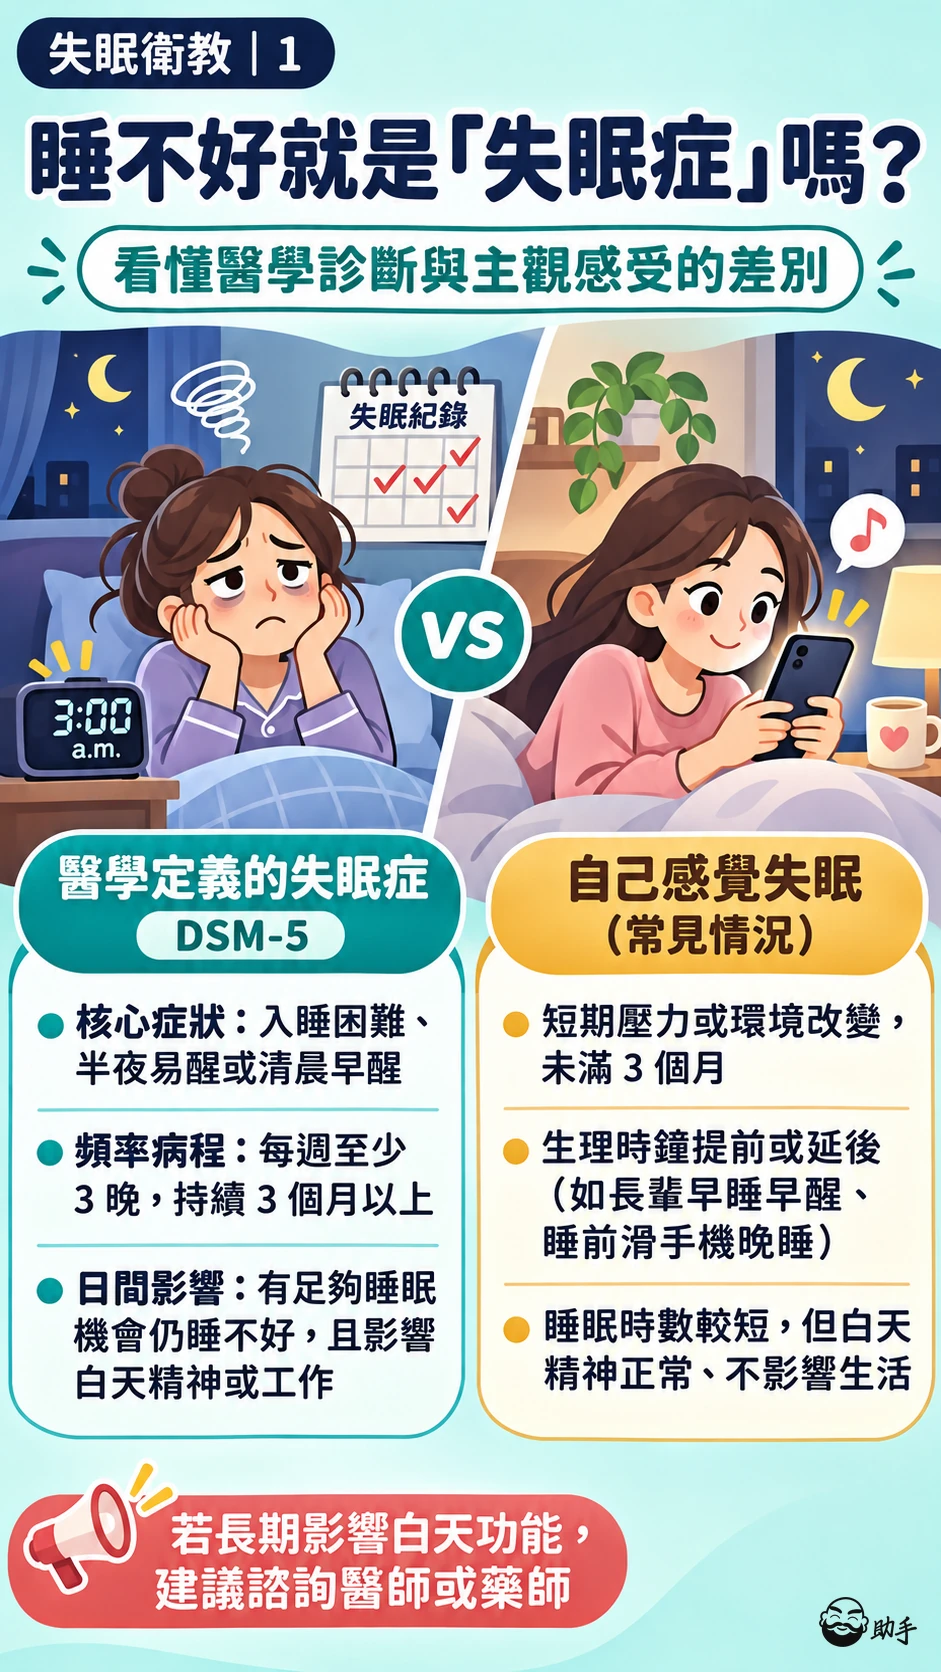 失眠衛教｜1
睡不好就是「失眠症」嗎？
看懂醫學診斷與主觀感受的差別
失眠紀錄
3:00
a.m.
VS
醫學定義的失眠症
DSM-5
核心症狀：入睡困難、
半夜易醒或清晨早醒
頻率病程：每週至少
3 晚，持續 3 個月以上
日間影響：有足夠睡眠
機會仍睡不好，且影響
白天精神或工作
自己感覺失眠
（常見情況）
短期壓力或環境改變，
未滿 3 個月
生理時鐘提前或延後
（如長輩早睡早醒、
睡前滑手機晚睡）
睡眠時數較短，但白天
精神正常、不影響生活
若長期影響白天功能，
建議諮詢醫師或藥師
助手